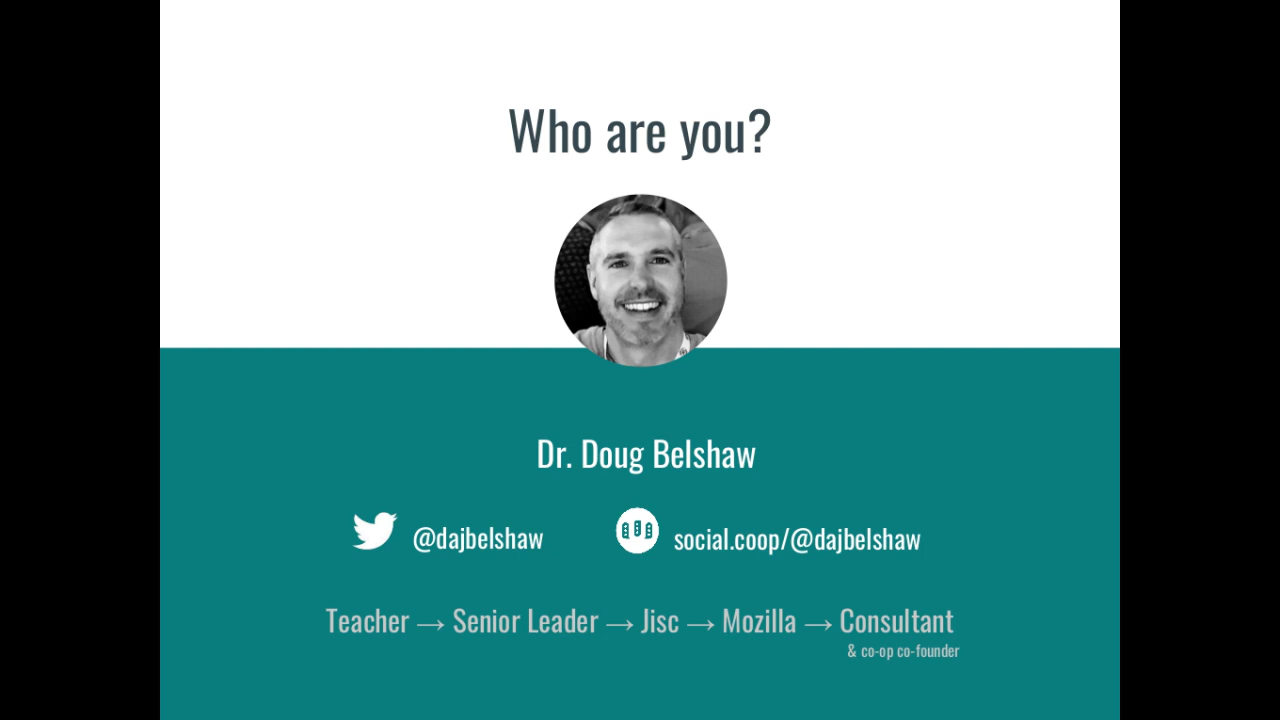 Who are you?
Dr. Doug Belshaw
@dajbelshaw
social.coop/@dajbelshaw
Teacher → Senior Leader → Jisc → Mozilla → Consultant
& co-op co-founder